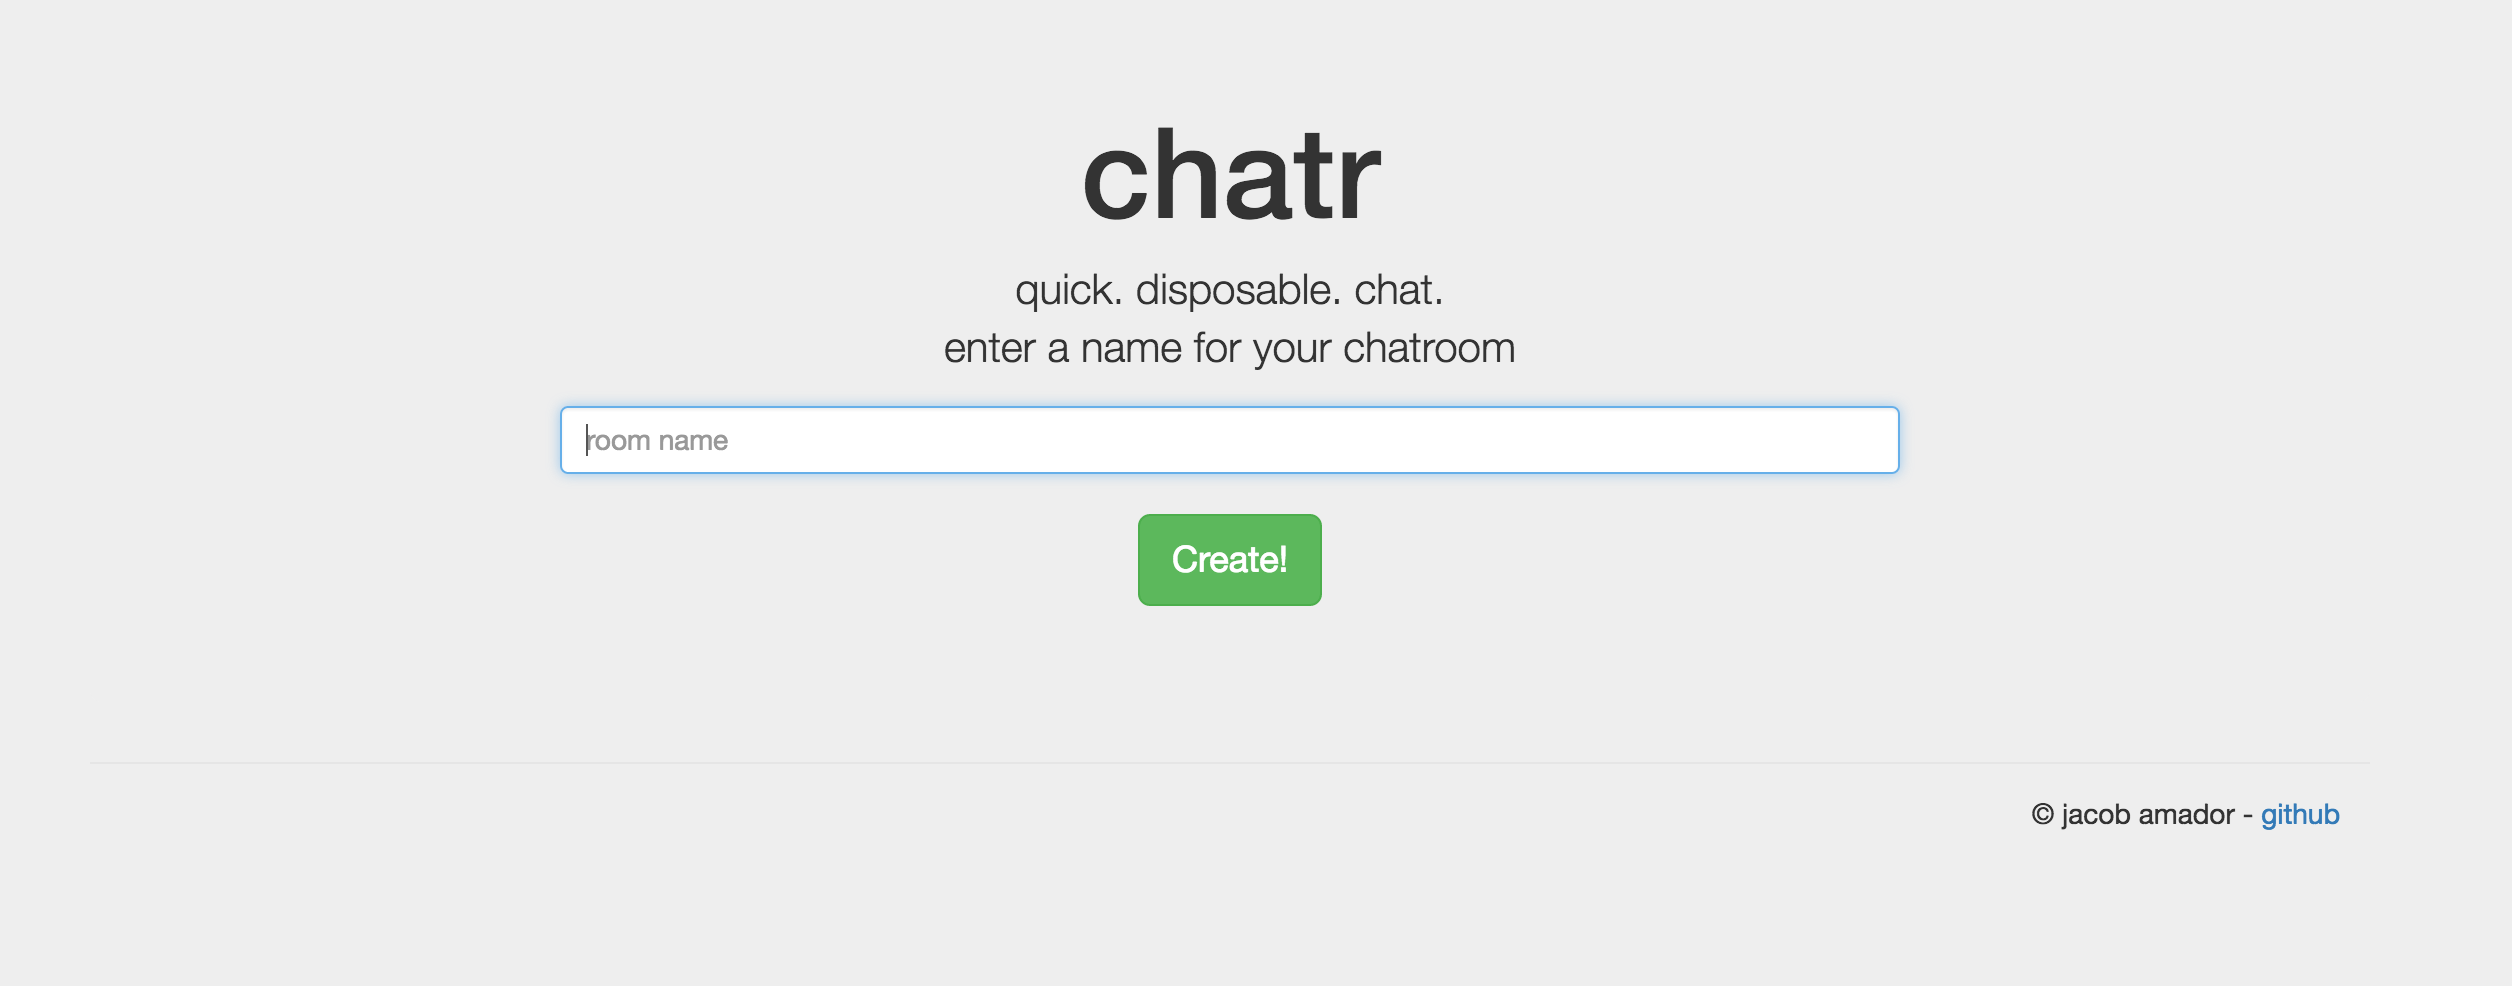 chatr
quick. disposable. chat.
enter a name for your chatroom
room name
Create!
© jacob amador - github